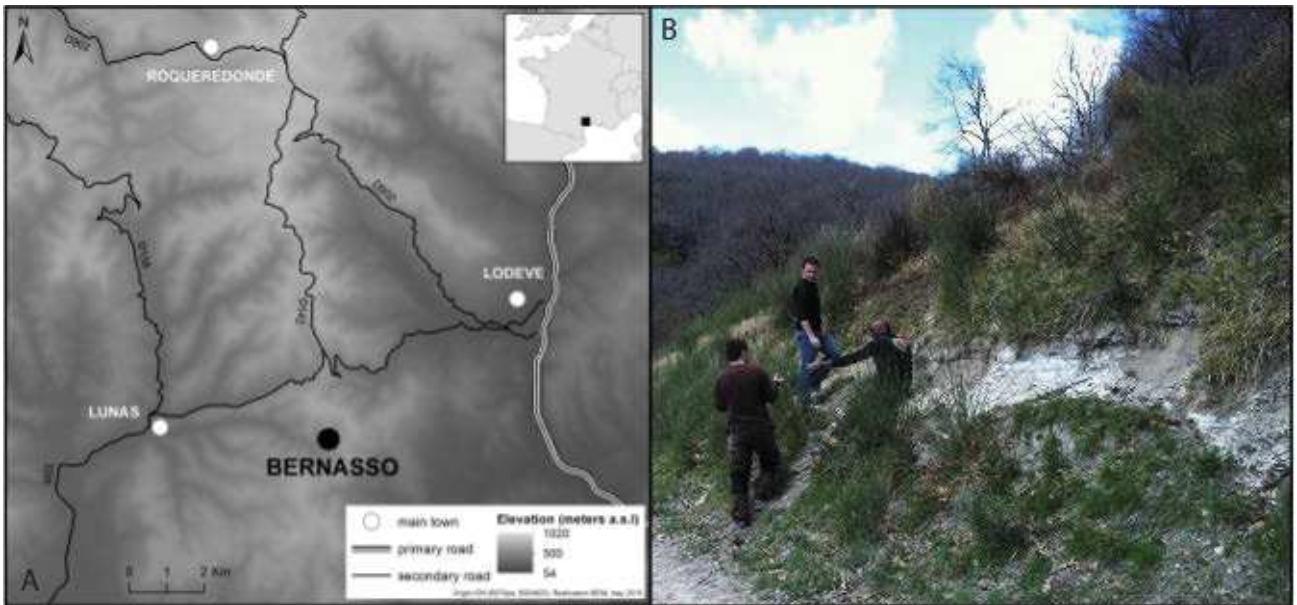 N
ROQUEREDONDE
LODEVE
LUNAS
BERNASSO
main town
primary road
secondary road
Elevation (meters a.s.l)
1020
500
54
0 1 2 Km
A
B